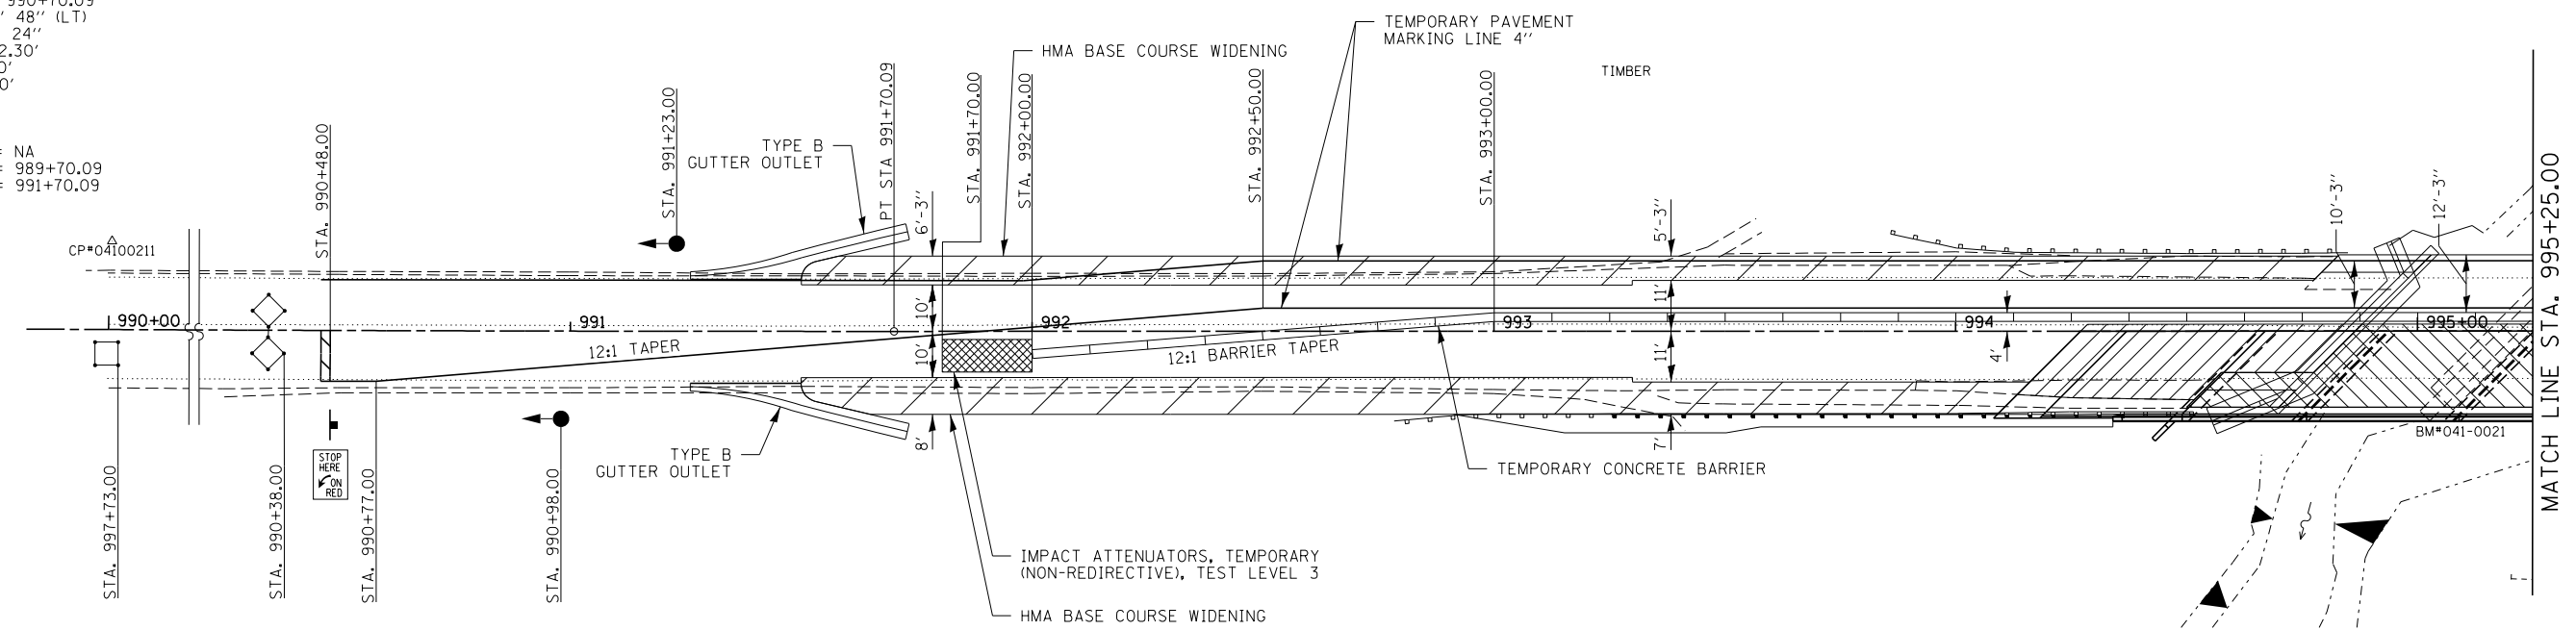 990+70.09
' 48" (LT)
24"
2.30'
0'
0'
= NA
= 989+70.09
= 991+70.09
TEMPORARY PAVEMENT
MARKING LINE 4"
HMA BASE COURSE WIDENING
TIMBER
STA. 990+48.00
STA. 991+23.00
TYPE B
GUTTER OUTLET
PT STA 991+70.09
STA. 991+70.00
STA. 992+00.00
STA. 992+50.00
STA. 993+00.00
6'-3"
5'-3"
10'-3"
12'-3"
MATCH LINE STA. 995+25.00
CP#04100211
990+00
991
992
993
994
995+00
10'
11'
10'
11'
4'
12:1 TAPER
12:1 BARRIER TAPER
8'
7'
BM#041-0021
STOP
HERE
ON
RED
TYPE B
GUTTER OUTLET
TEMPORARY CONCRETE BARRIER
STA. 997+73.00
STA. 990+38.00
STA. 990+77.00
STA. 990+98.00
IMPACT ATTENUATORS, TEMPORARY
(NON-REDIRECTIVE), TEST LEVEL 3
HMA BASE COURSE WIDENING